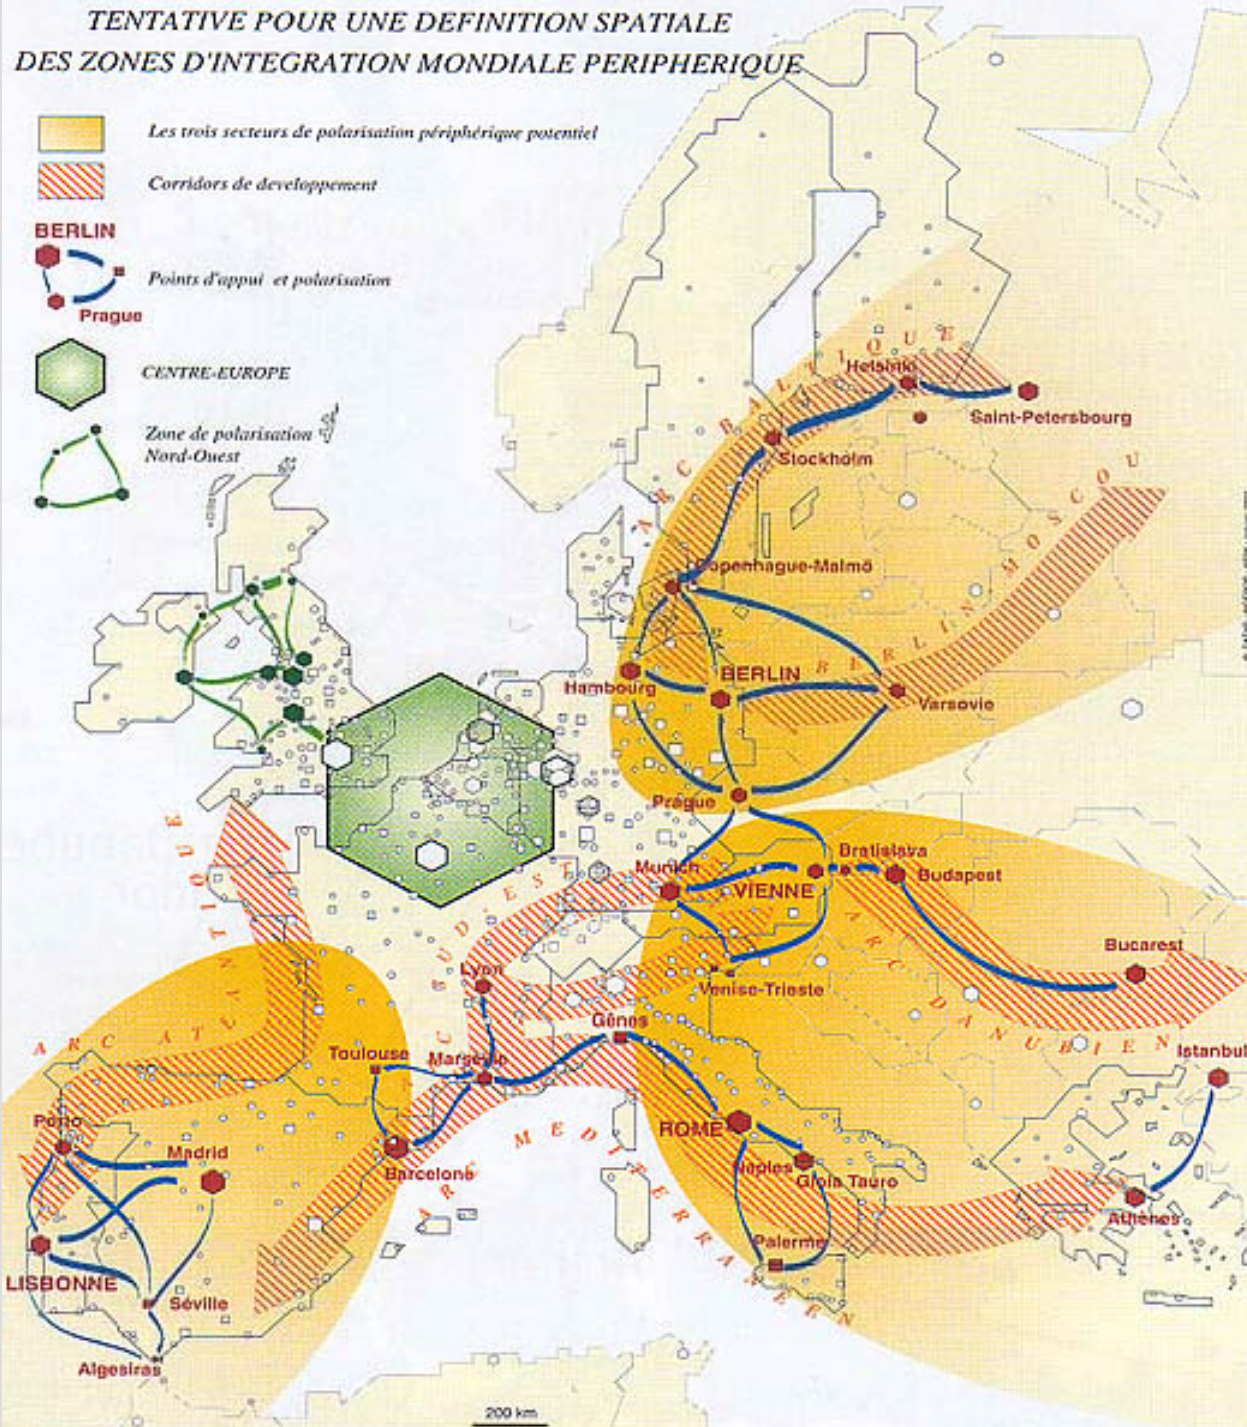 TENTATIVE POUR UNE DEFINITION SPATIALE
DES ZONES D'INTEGRATION MONDIALE PERIPHERIQUE
Les trois secteurs de polarisation périphérique potentiel
Corridors de developpement
BERLIN
Points d'appui et polarisation
Prague
CENTRE-EUROPE
Zone de polarisation
Nord-Ouest
ARC BALTIQUE
Helsinki
Saint-Petersbourg
Stockholm
BERLIN MOSCOU
Copenhague-Malmö
BERLIN
Hambourg
Varsovie
Prague
Munich
Bratislava
VIENNE
Budapest
SUD-EST
Bucarest
Lyon
Venise-Trieste
ARC DANUBIEN
Gênes
Istanbul
ARC ATLANTIQUE
Toulouse
Marseille
Porto
Madrid
Barcelone
ROME
Naples
Gioia Tauro
ARC MEDITERRANEEN
Athènes
Palerme
LISBONNE
Séville
Algesiras
200 km